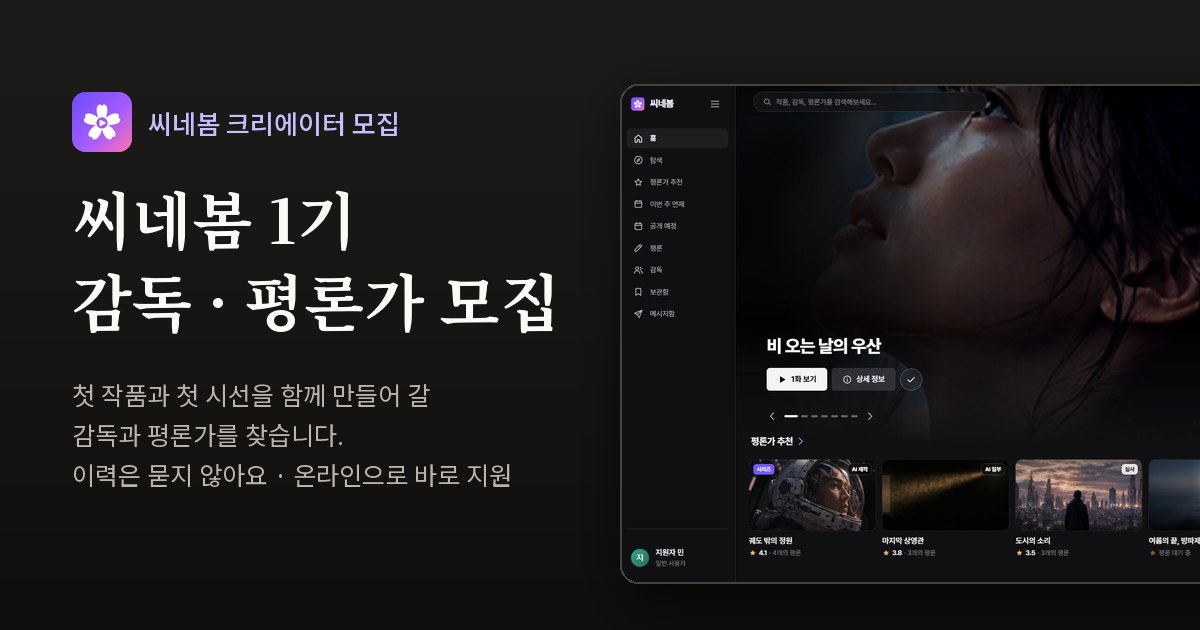 씨네봄 크리에이터 모집
씨네봄 1기
감독 · 평론가 모집
첫 작품과 첫 시선을 함께 만들어 갈
감독과 평론가를 찾습니다.
이력은 묻지 않아요 · 온라인으로 바로 지원
씨네봄
작품, 감독, 평론가를 검색해보세요...
홈
탐색
평론가 추천
이번 주 연재
공개 예정
평론
감독
보관함
메시지함
지
지원자 민
일반 사용자
비 오는 날의 우산
1화 보기
상세 정보
평론가 추천
시리즈
AI 제작
AI 일부
실사
궤도 밖의 정원
마지막 상영관
도시의 소리
여름의 끝, 방파제
4.1 · 4개의 평론
3.8 · 3개의 평론
3.5 · 3개의 평론
평론 대기 중